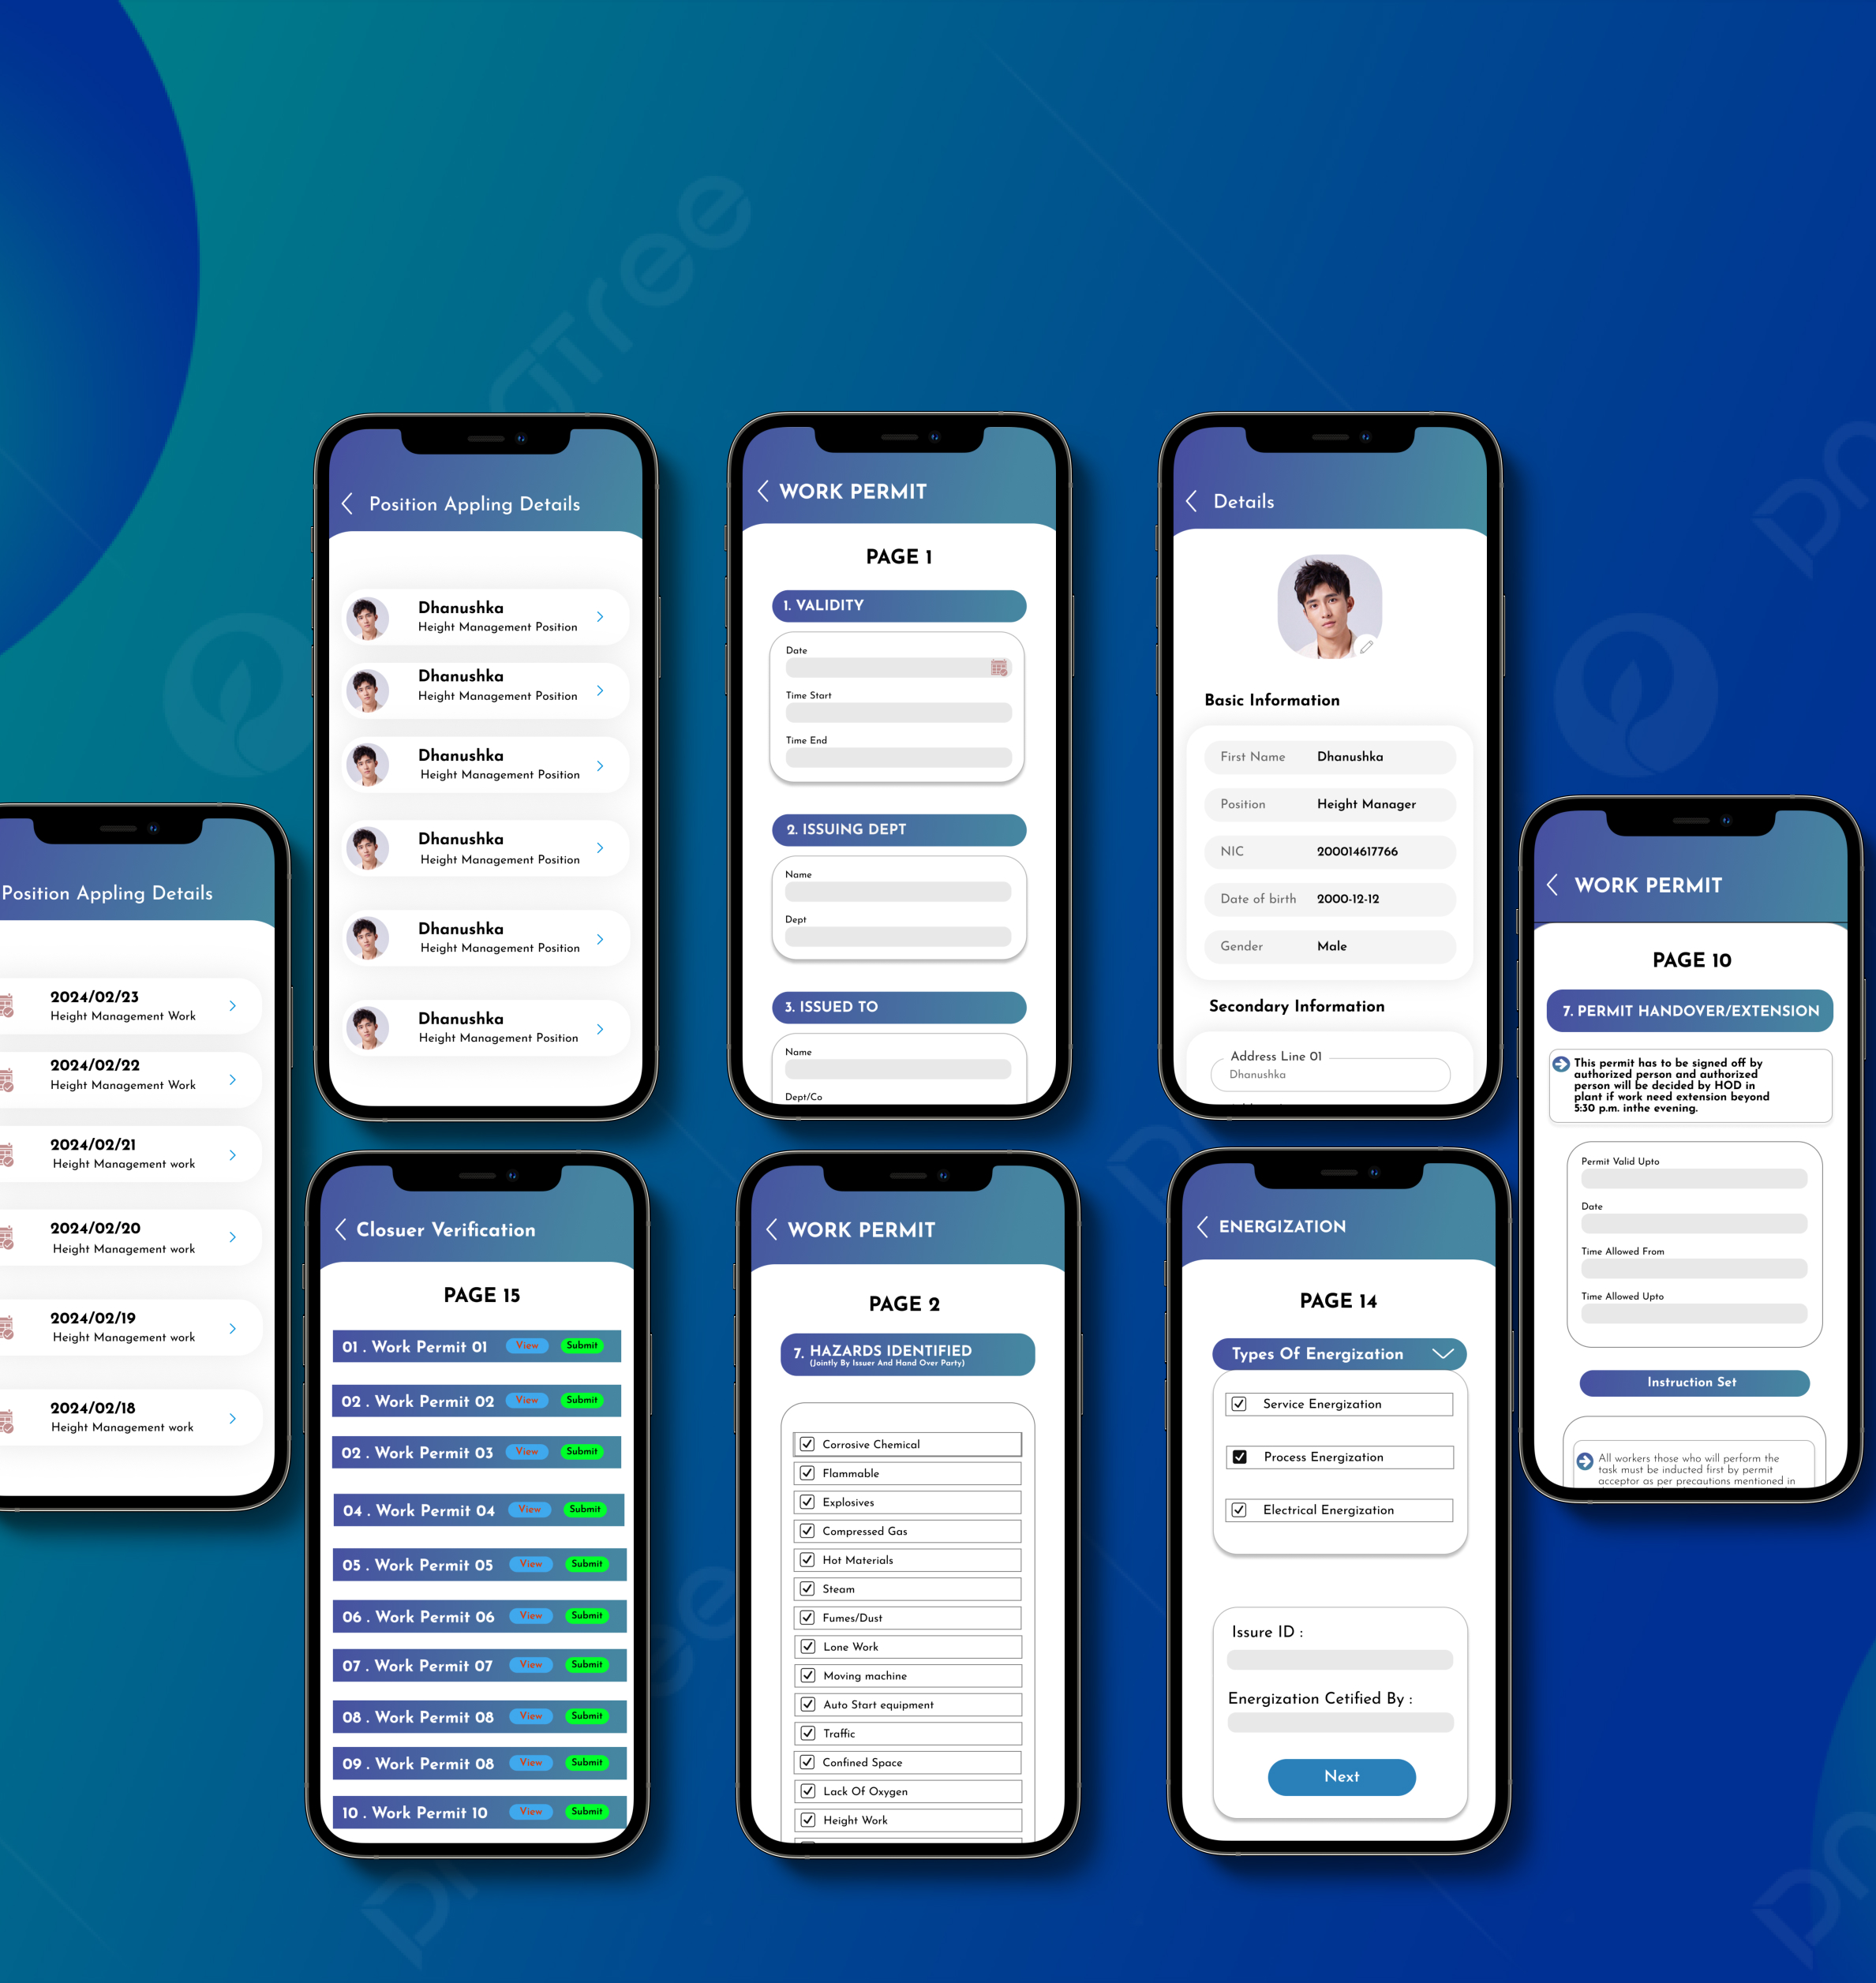 Position Appling Details
2024/02/23
Height Management Work
2024/02/22
Height Management Work
2024/02/21
Height Management work
2024/02/20
Height Management work
2024/02/19
Height Management work
2024/02/18
Height Management work
Position Appling Details
Dhanushka
Height Management Position
Dhanushka
Height Management Position
Dhanushka
Height Management Position
Dhanushka
Height Management Position
Dhanushka
Height Management Position
Dhanushka
Height Management Position
WORK PERMIT
PAGE 1
1. VALIDITY
Date
Time Start
Time End
2. ISSUING DEPT
Name
Dept
3. ISSUED TO
Name
Dept/Co
Details
Basic Information
First Name Dhanushka
Position Height Manager
NIC 200014617766
Date of birth 2000-12-12
Gender Male
Secondary Information
Address Line 01
Dhanushka
WORK PERMIT
PAGE 10
7. PERMIT HANDOVER/EXTENSION
This permit has to be signed off by
authorized person and authorized
person will be decided by HOD in
plant if work need extension beyond
5:30 p.m. inthe evening.
Permit Valid Upto
Date
Time Allowed From
Time Allowed Upto
Instruction Set
All workers those who will perform the
task must be inducted first by permit
acceptor as per precautions mentioned in
Closuer Verification
PAGE 15
01 . Work Permit 01 View Submit
02 . Work Permit 02 View Submit
02 . Work Permit 03 View Submit
04 . Work Permit 04 View Submit
05 . Work Permit 05 View Submit
06 . Work Permit 06 View Submit
07 . Work Permit 07 View Submit
08 . Work Permit 08 View Submit
09 . Work Permit 08 View Submit
10 . Work Permit 10 View Submit
WORK PERMIT
PAGE 2
7. HAZARDS IDENTIFIED
(Jointly By Issuer And Hand Over Party)
Corrosive Chemical
Flammable
Explosives
Compressed Gas
Hot Materials
Steam
Fumes/Dust
Lone Work
Moving machine
Auto Start equipment
Traffic
Confined Space
Lack Of Oxygen
Height Work
ENERGIZATION
PAGE 14
Types Of Energization
Service Energization
Process Energization
Electrical Energization
Issure ID :
Energization Cetified By :
Next